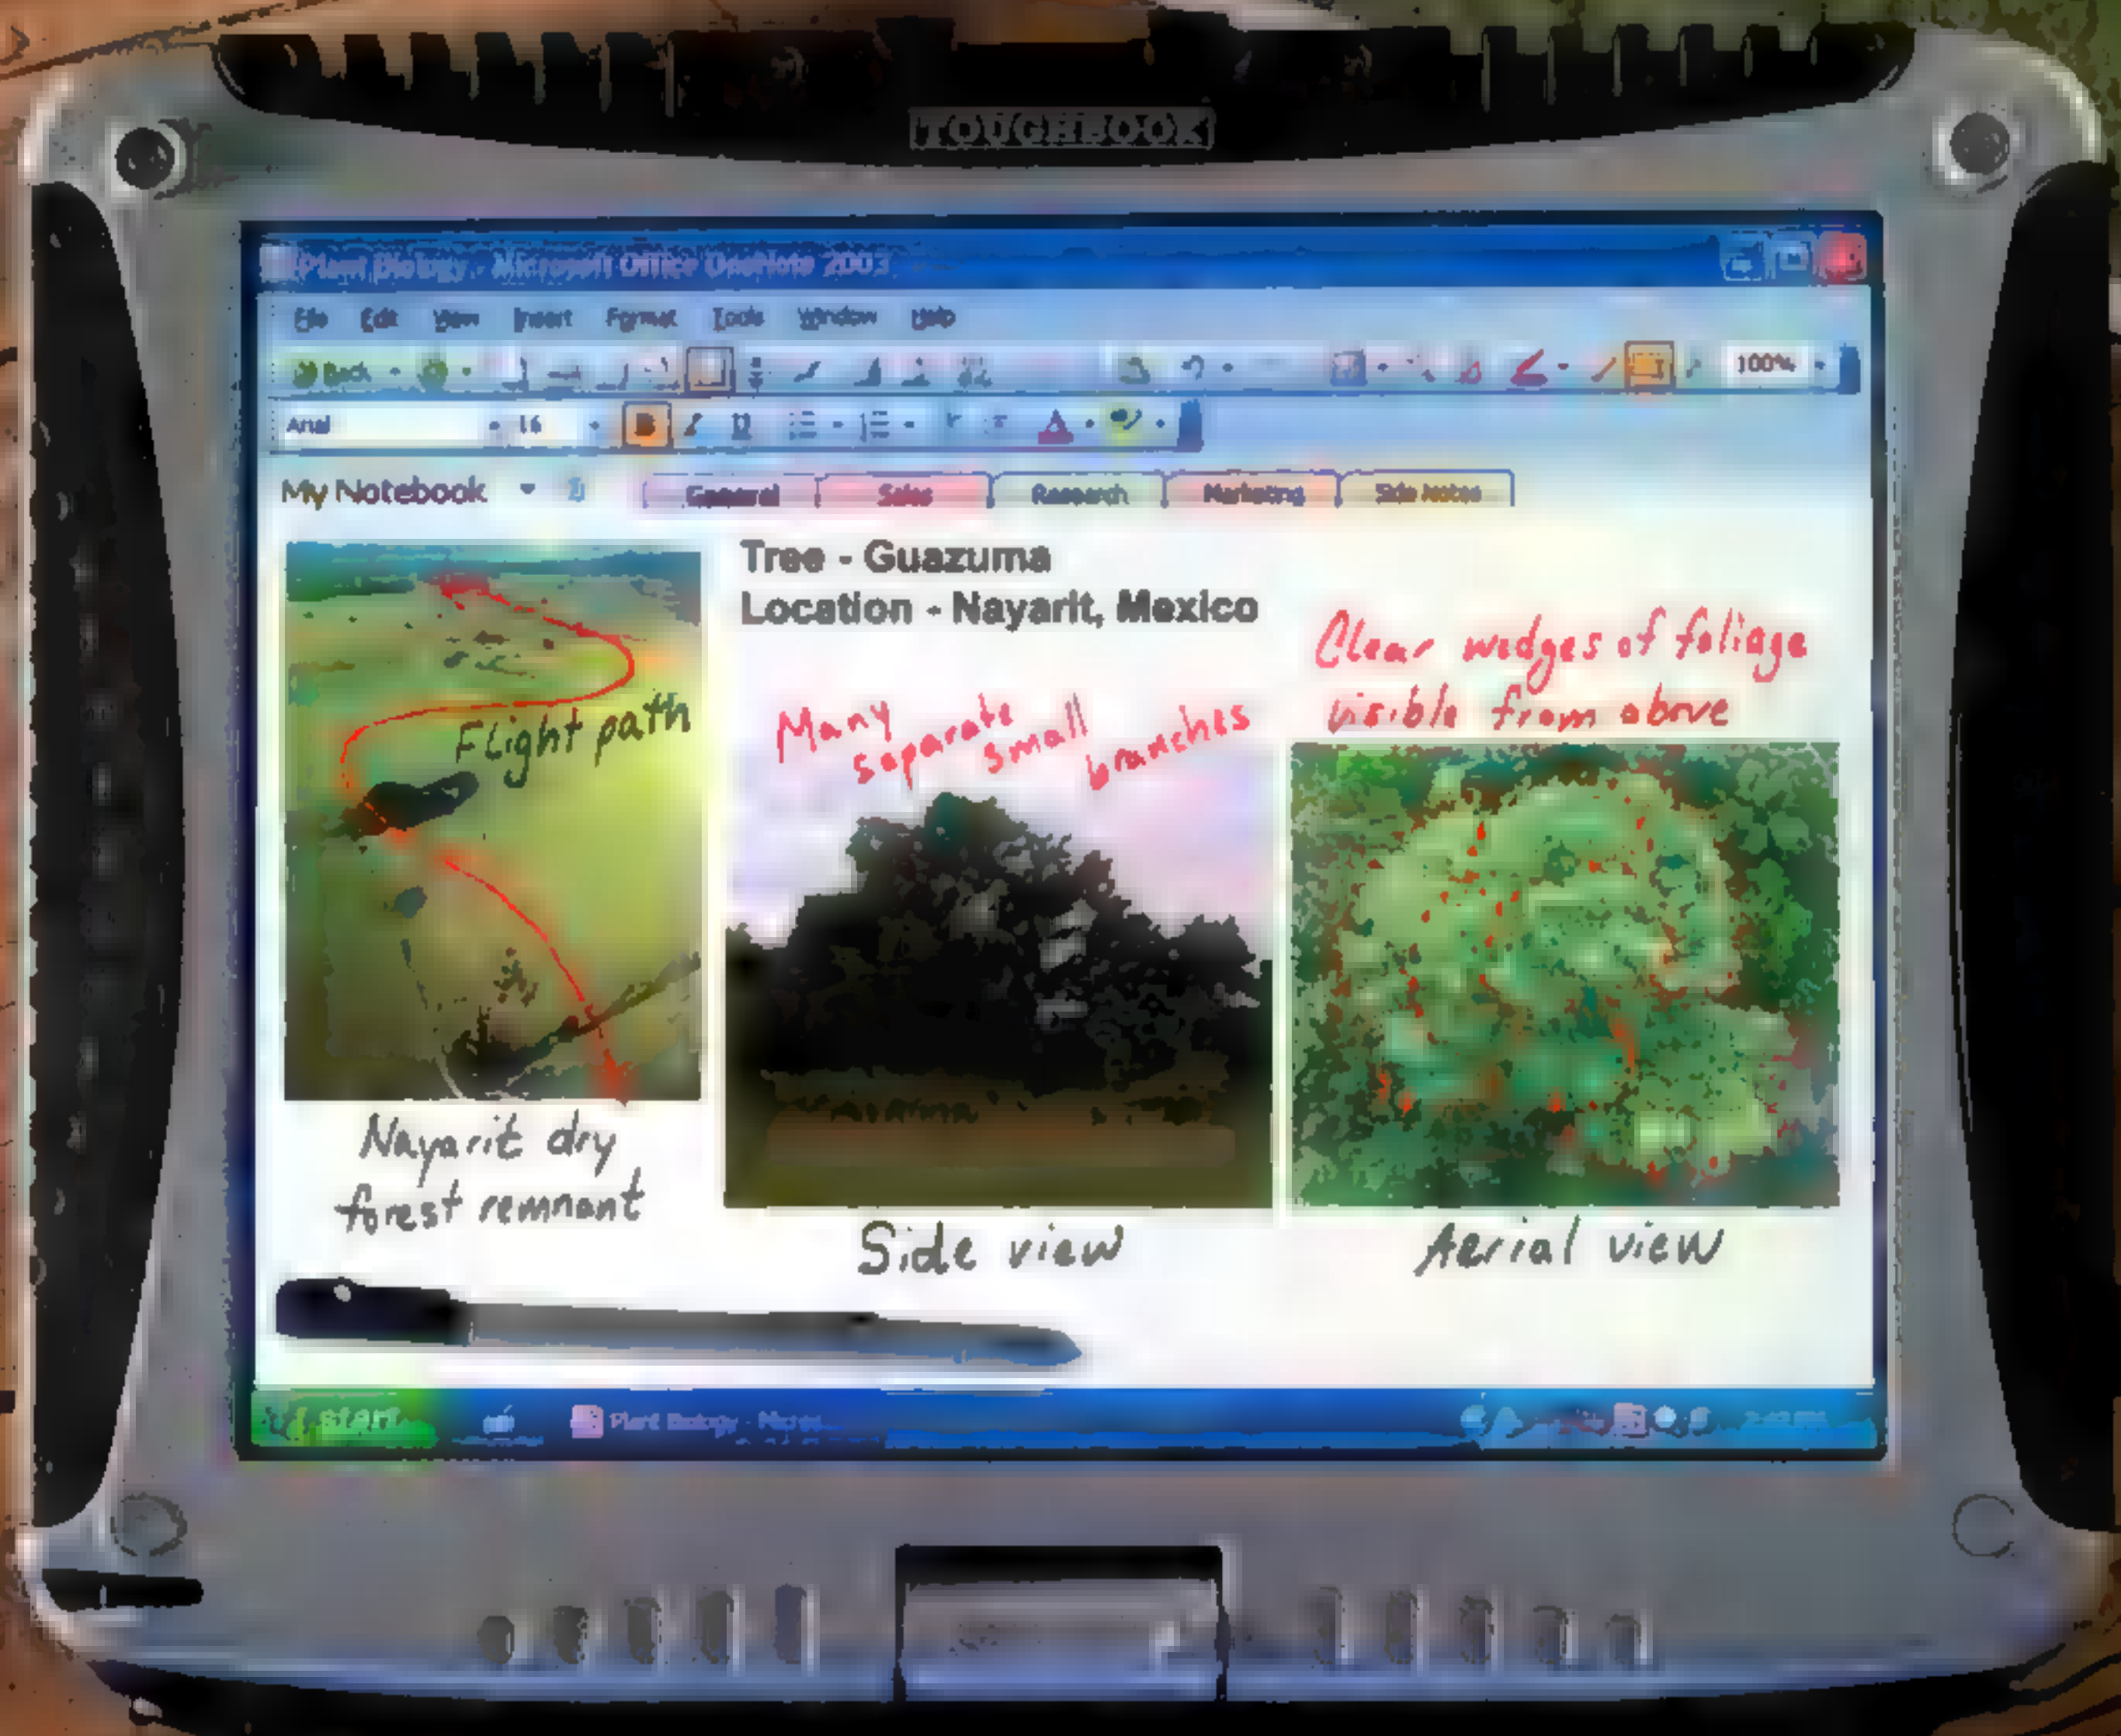 TOUGHBOOK
Plant Biology - Microsoft Office OneNote 2003
File Edit View Insert Format Tools Window Help
Back 100%
Arial 16 B I U A
My Notebook General Sales Research Marketing Side Notes
Tree - Guazuma
Location - Nayarit, Mexico
Clear wedges of foliage
visible from above
Many separate small branches
Flight path
Nayarit dry
forest remnant
Side view
Aerial view
start Plant Biology - Micros...